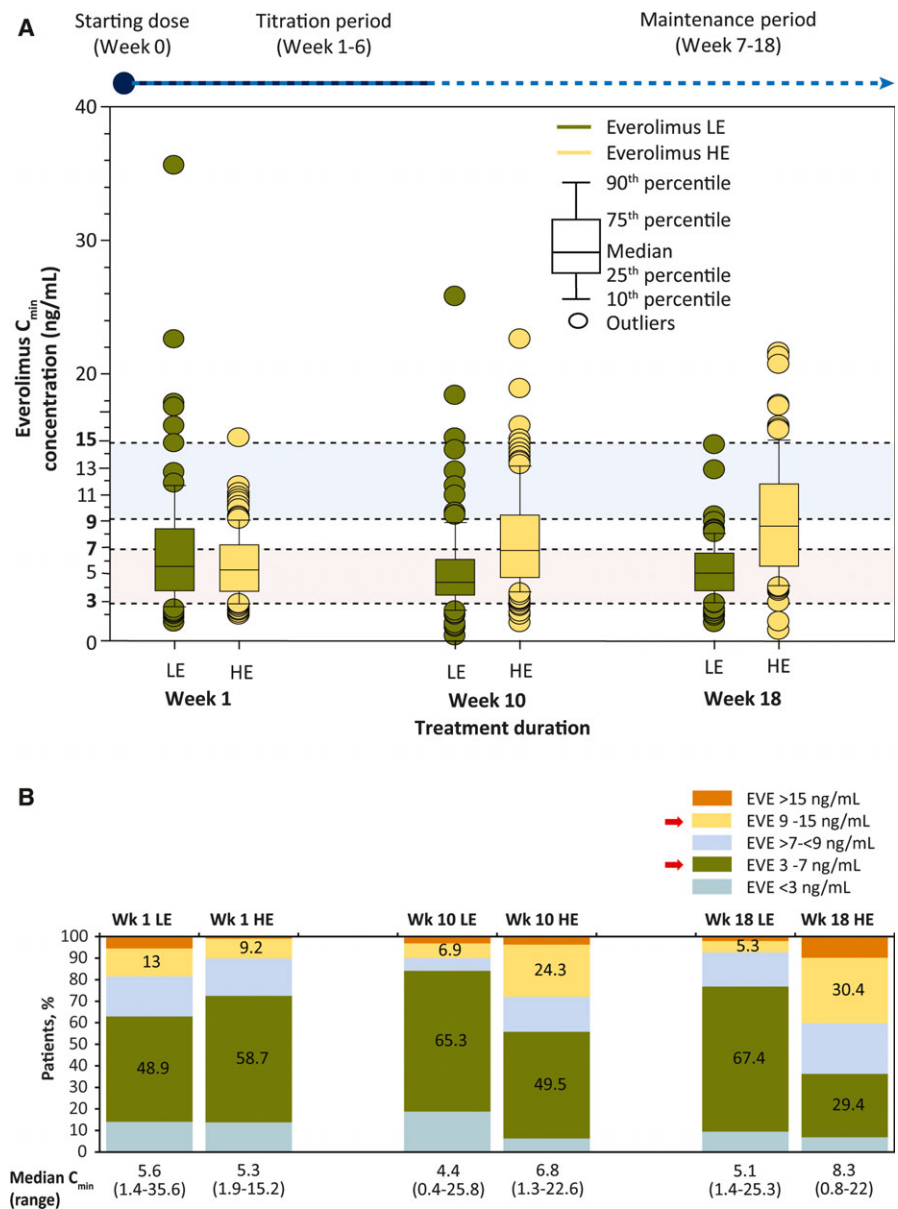 A
Starting dose
(Week 0)
Titration period
(Week 1-6)
Maintenance period
(Week 7-18)
Everolimus C min
concentration (ng/mL)
40
30
20
15
13
11
9
7
5
3
0
Everolimus LE
Everolimus HE
90th percentile
75th percentile
Median
25th percentile
10th percentile
Outliers
LE HE LE HE LE HE
Week 1 Week 10 Week 18
Treatment duration
B
EVE >15 ng/mL
EVE 9 -15 ng/mL
EVE >7-<9 ng/mL
EVE 3 -7 ng/mL
EVE <3 ng/mL
Wk 1 LE Wk 1 HE Wk 10 LE Wk 10 HE Wk 18 LE Wk 18 HE
Patients, %
100
90
80
70
60
50
40
30
20
10
0
13 9.2 6.9 24.3 5.3 30.4
48.9 58.7 65.3 49.5 67.4 29.4
Median C min
(range)
5.6 5.3 4.4 6.8 5.1 8.3
(1.4-35.6) (1.9-15.2) (0.4-25.8) (1.3-22.6) (1.4-25.3) (0.8-22)